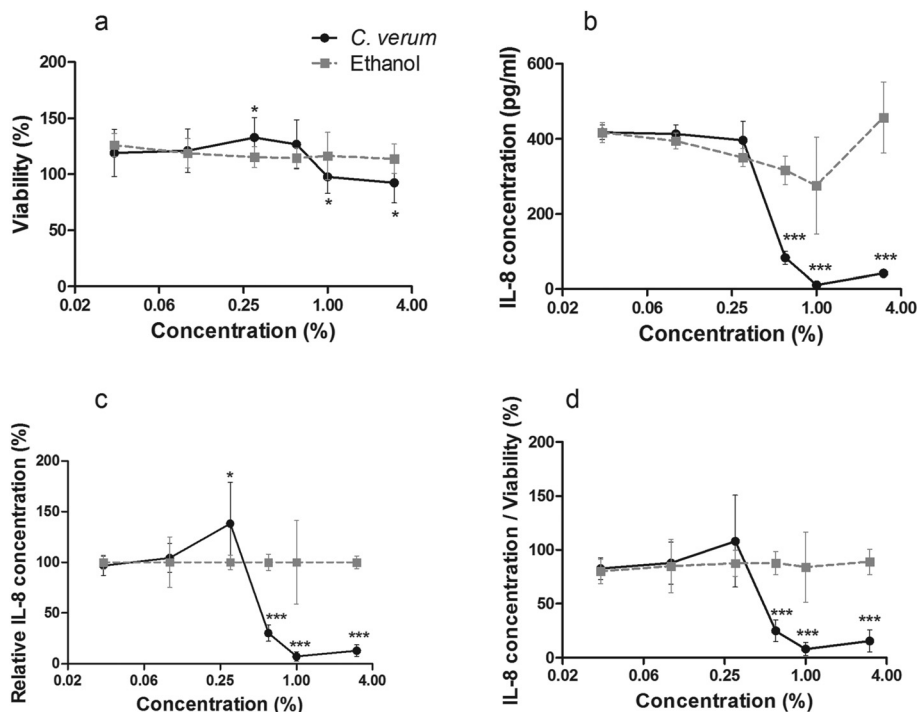 a
C. verum
Ethanol
Viability (%)
200
150
100
50
0
*
*
*
0.02 0.06 0.25 1.00 4.00
Concentration (%)
b
IL-8 concentration (pg/ml)
600
400
200
0
***
***
***
0.02 0.06 0.25 1.00 4.00
Concentration (%)
c
Relative IL-8 concentration (%)
200
150
100
50
0
*
***
***
***
0.02 0.06 0.25 1.00 4.00
Concentration (%)
d
IL-8 concentration / Viability (%)
200
150
100
50
0
***
***
***
0.02 0.06 0.25 1.00 4.00
Concentration (%)